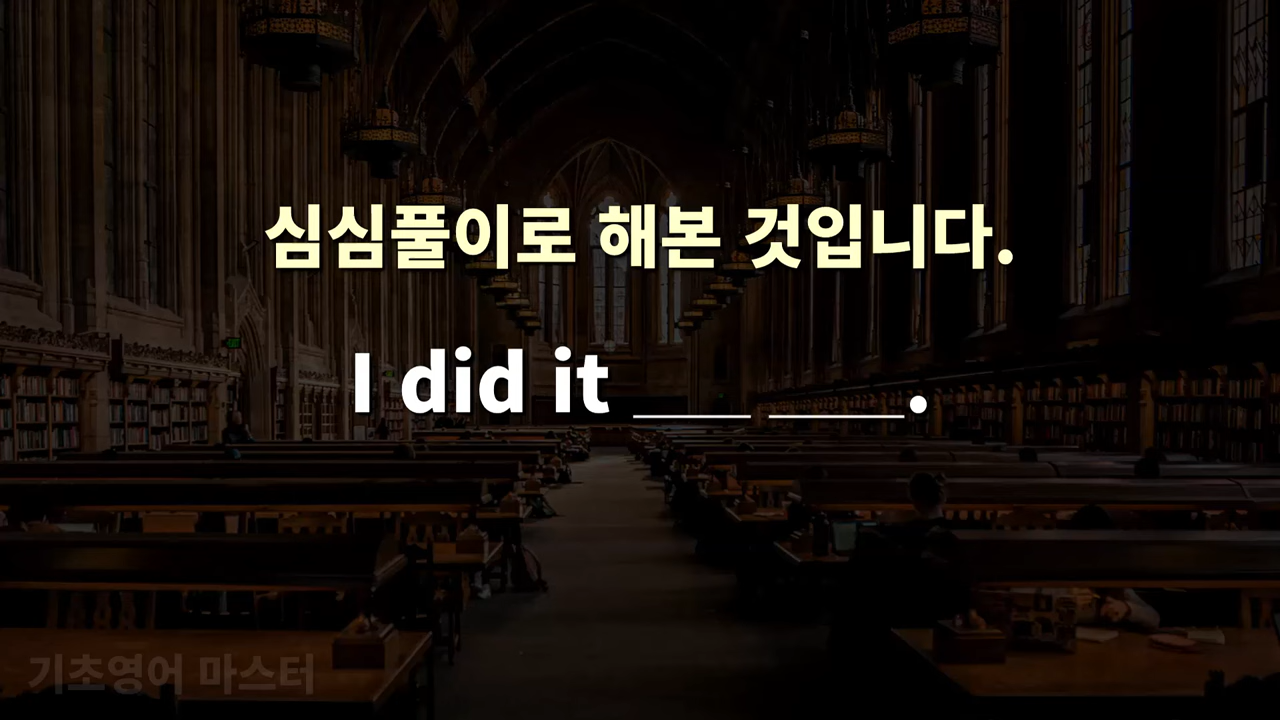 심심풀이로 해본 것입니다.
I did it ___ ____.
기초영어 마스터